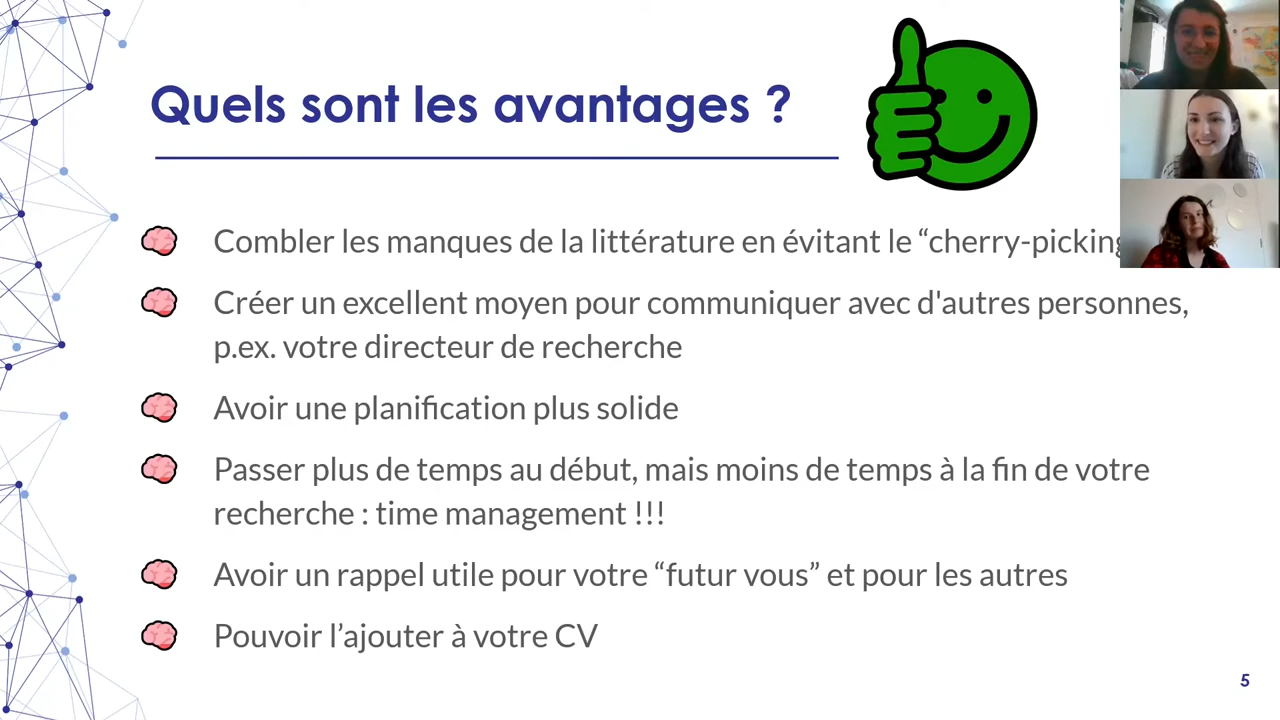 Quels sont les avantages ?
Combler les manques de la littérature en évitant le “cherry-picking
Créer un excellent moyen pour communiquer avec d'autres personnes,
p.ex. votre directeur de recherche
Avoir une planification plus solide
Passer plus de temps au début, mais moins de temps à la fin de votre
recherche : time management !!!
Avoir un rappel utile pour votre “futur vous” et pour les autres
Pouvoir l’ajouter à votre CV
5